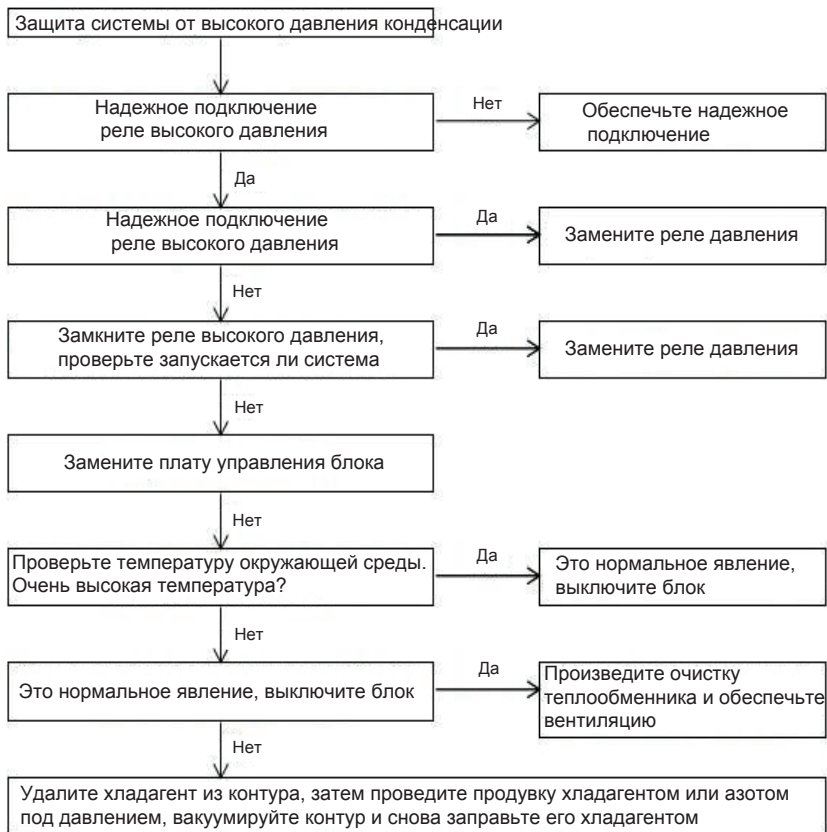 Защита системы от высокого давления конденсации
Надежное подключение
реле высокого давления
Нет
Обеспечьте надежное
подключение
Да
Надежное подключение
реле высокого давления
Да
Замените реле давления
Нет
Замкните реле высокого давления,
проверьте запускается ли система
Да
Замените реле давления
Нет
Замените плату управления блока
Нет
Проверьте температуру окружающей среды.
Очень высокая температура?
Да
Это нормальное явление,
выключите блок
Нет
Это нормальное явление, выключите блок
Да
Произведите очистку
теплообменника и обеспечьте
вентиляцию
Нет
Удалите хладагент из контура, затем проведите продувку хладагентом или азотом
под давлением, вакуумируйте контур и снова заправьте его хладагентом